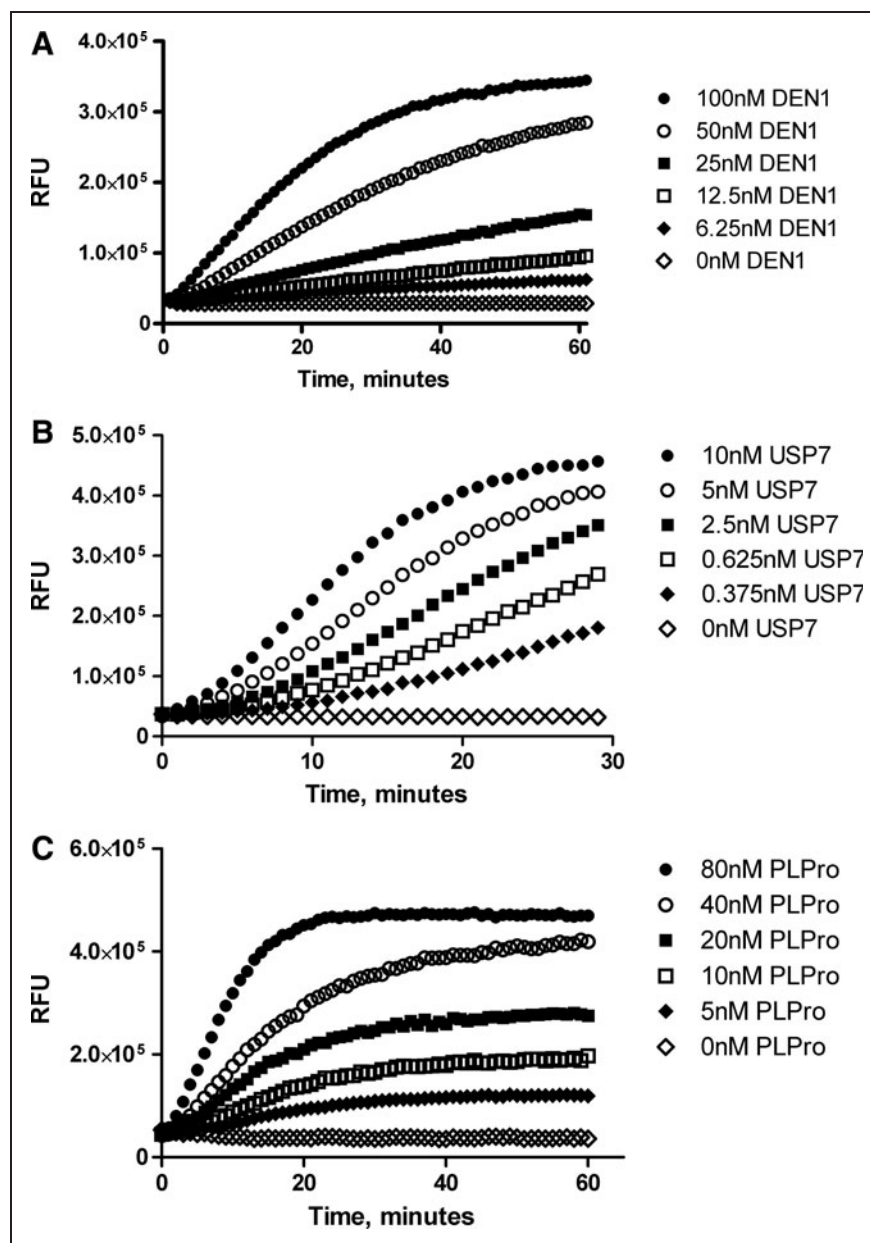 A
4.0×10⁵
3.0×10⁵
2.0×10⁵
1.0×10⁵
0
RFU
0
20
40
60
Time, minutes
100nM DEN1
50nM DEN1
25nM DEN1
12.5nM DEN1
6.25nM DEN1
0nM DEN1
B
5.0×10⁵
4.0×10⁵
3.0×10⁵
2.0×10⁵
1.0×10⁵
0
RFU
0
10
20
30
Time, minutes
10nM USP7
5nM USP7
2.5nM USP7
0.625nM USP7
0.375nM USP7
0nM USP7
C
6.0×10⁵
4.0×10⁵
2.0×10⁵
0
RFU
0
20
40
60
Time, minutes
80nM PLPro
40nM PLPro
20nM PLPro
10nM PLPro
5nM PLPro
0nM PLPro